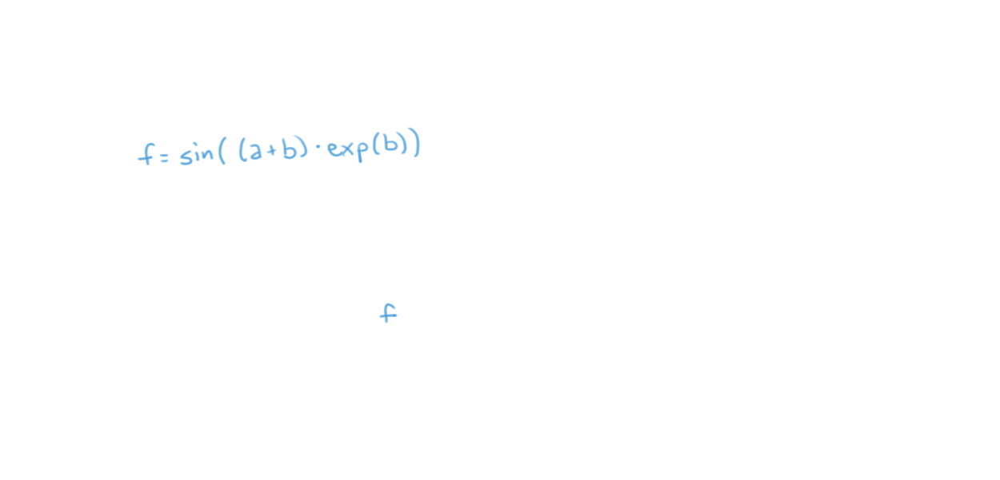 f = sin( (a+b) · exp(b))
f